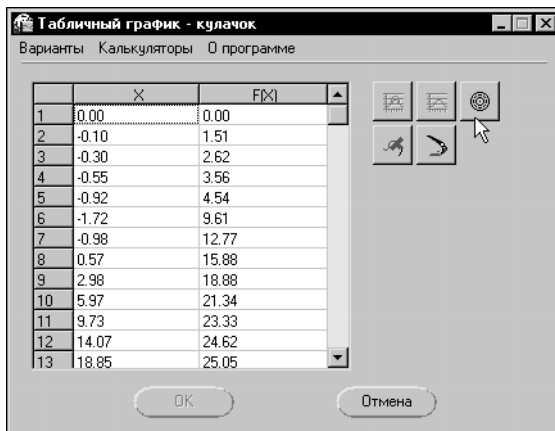 Табличный график - кулачок
Варианты Калькуляторы О программе
X F(X)
1 0.00 0.00
2 -0.10 1.51
3 -0.30 2.62
4 -0.55 3.56
5 -0.92 4.54
6 -1.72 9.61
7 -0.98 12.77
8 0.57 15.88
9 2.98 18.88
10 5.97 21.34
11 9.73 23.33
12 14.07 24.62
13 18.85 25.05
OK Отмена